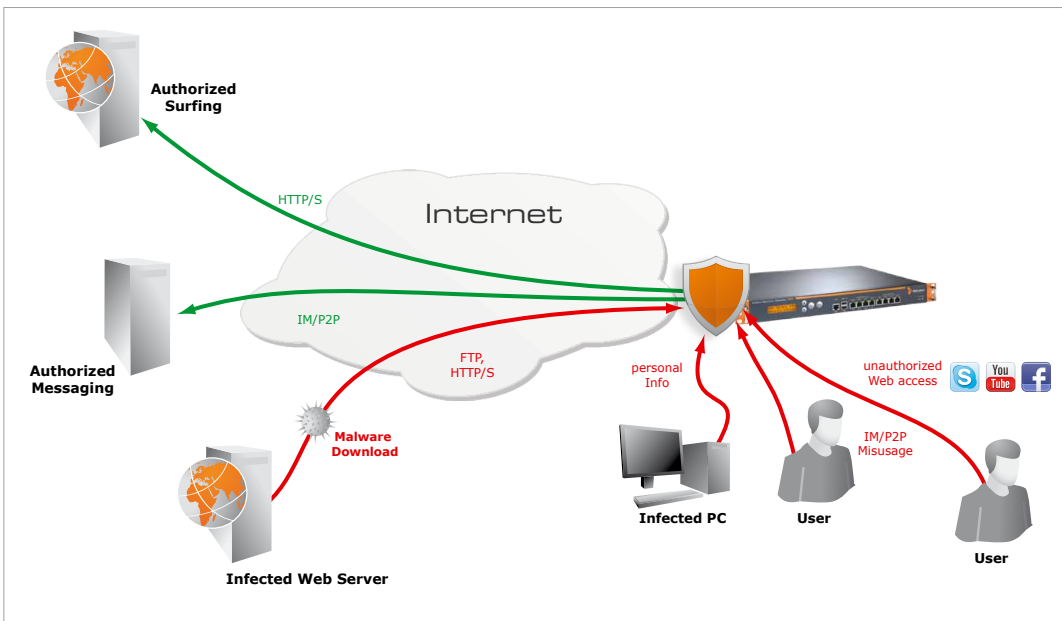 Authorized
Surfing
HTTP/S
Internet
Authorized
Messaging
IM/P2P
FTP,
HTTP/S
Malware
Download
Infected Web Server
personal
Info
unauthorized
Web access
You
Tube
f
IM/P2P
Misusage
Infected PC
User
User